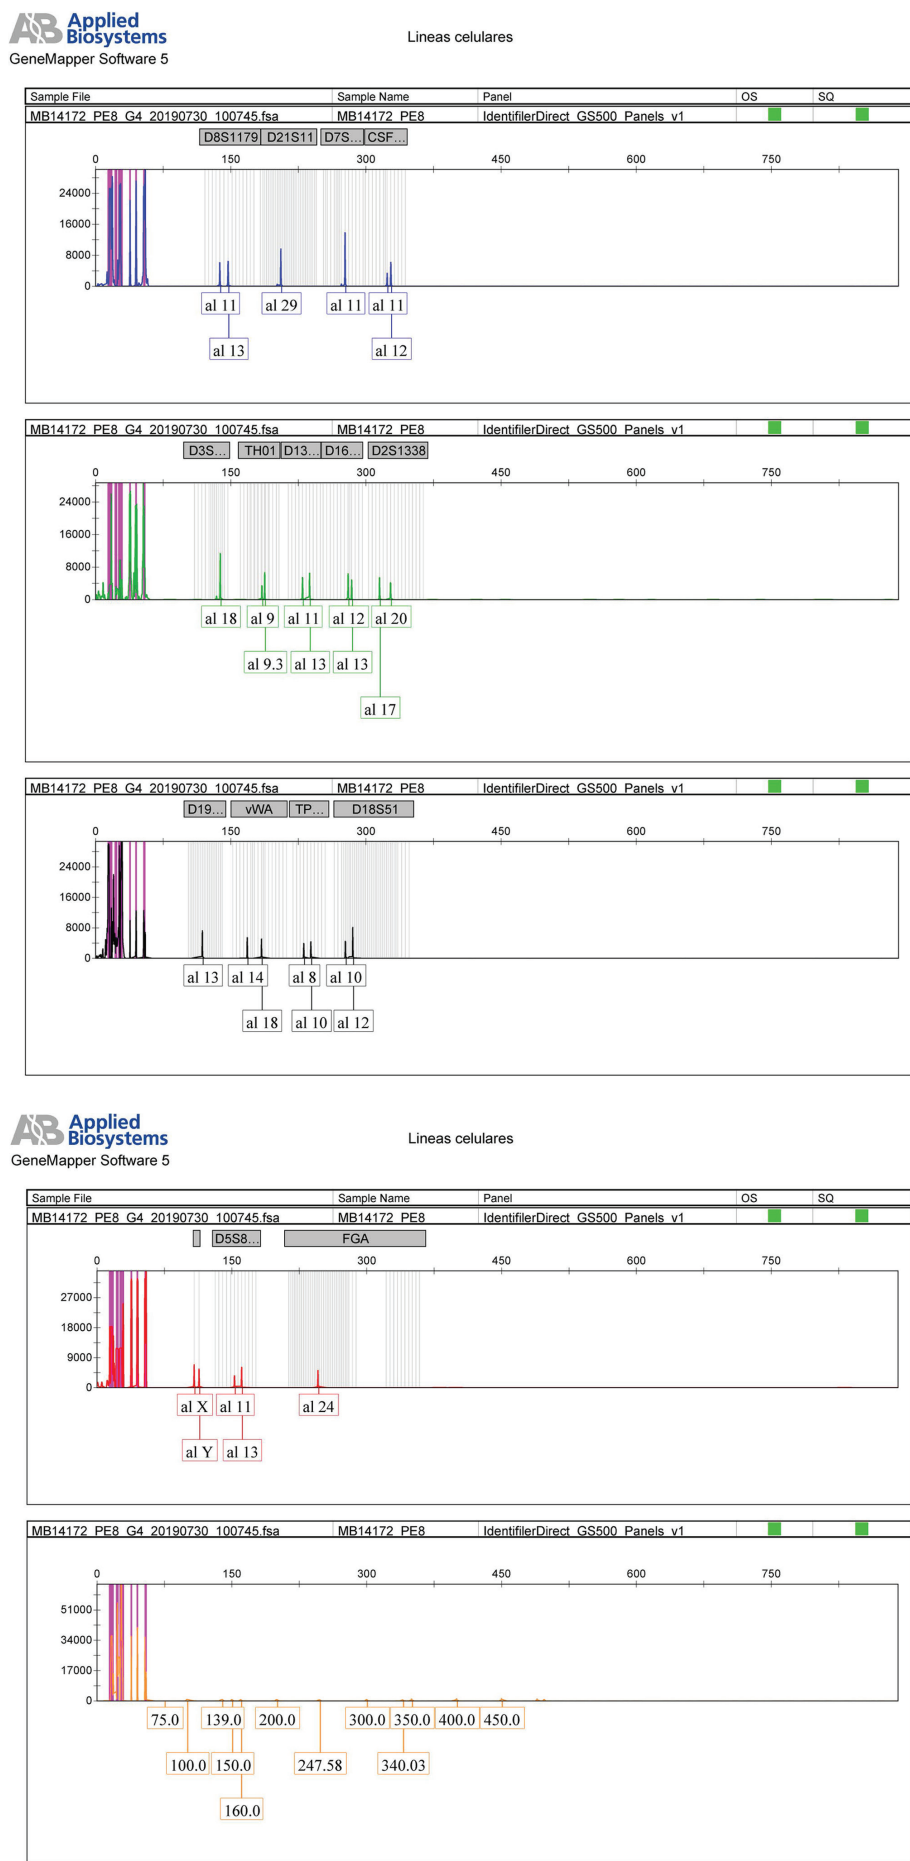 AB Applied Biosystems
GeneMapper Software 5
Lineas celulares
Sample File Sample Name Panel OS SQ
MB14172_PE8_G4_20190730_100745.fsa MB14172_PE8 IdentifilerDirect_GS500_Panels_v1
D8S1179 D21S11 D7S... CSF...
0 150 300 450 600 750
24000
16000
8000
0
al 11 al 29 al 11 al 11
al 13 al 12
MB14172_PE8_G4_20190730_100745.fsa MB14172_PE8 IdentifilerDirect_GS500_Panels_v1
D3S... TH01 D13... D16... D2S1338
0 150 300 450 600 750
24000
16000
8000
0
al 18 al 9 al 11 al 12 al 20
al 9.3 al 13 al 13
al 17
MB14172_PE8_G4_20190730_100745.fsa MB14172_PE8 IdentifilerDirect_GS500_Panels_v1
D19... vWA TP... D18S51
0 150 300 450 600 750
24000
16000
8000
0
al 13 al 14 al 8 al 10
al 18 al 10 al 12
AB Applied Biosystems
GeneMapper Software 5
Lineas celulares
Sample File Sample Name Panel OS SQ
MB14172_PE8_G4_20190730_100745.fsa MB14172_PE8 IdentifilerDirect_GS500_Panels_v1
D5S8... FGA
0 150 300 450 600 750
27000
18000
9000
0
al X al 11 al 24
al Y al 13
MB14172_PE8_G4_20190730_100745.fsa MB14172_PE8 IdentifilerDirect_GS500_Panels_v1
0 150 300 450 600 750
51000
34000
17000
0
75.0 139.0 200.0 300.0 350.0 400.0 450.0
100.0 150.0 247.58 340.03
160.0